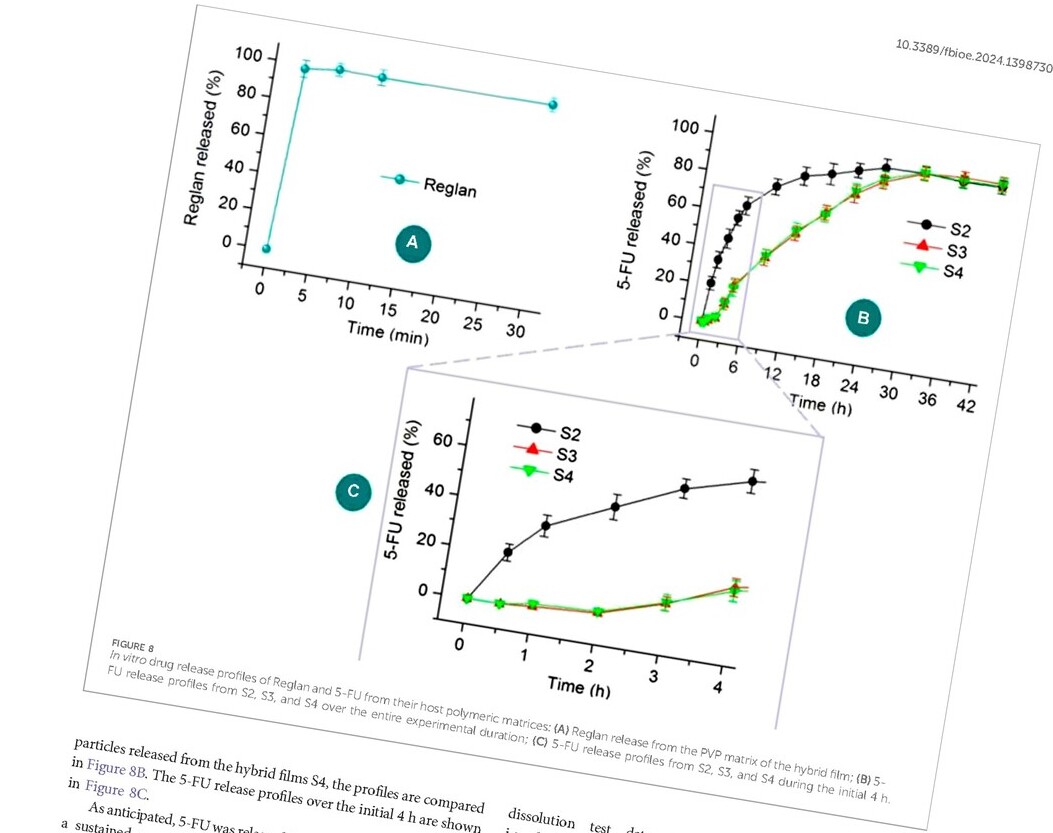 10.3389/fbioe.2024.1398730
Reglan released (%)
100
80
60
40
20
0
Reglan
A
0 5 10 15 20 25 30
Time (min)
5-FU released (%)
100
80
60
40
20
0
S2
S3
S4
B
0 6 12 18 24 30 36 42
Time (h)
C
5-FU released (%)
60
40
20
0
S2
S3
S4
0 1 2 3 4
Time (h)
FIGURE 8
In vitro drug release profiles of Reglan and 5-FU from their host polymeric matrices: (A) Reglan release from the PVP matrix of the hybrid film; (B) 5-
FU release profiles from S2, S3, and S4 over the entire experimental duration; (C) 5-FU release profiles from S2, S3, and S4 during the initial 4 h.
particles released from the hybrid films S4, the profiles are compared
in Figure 8B. The 5-FU release profiles over the initial 4 h are shown
in Figure 8C.
As anticipated, 5-FU was
a sustained
dissolution test